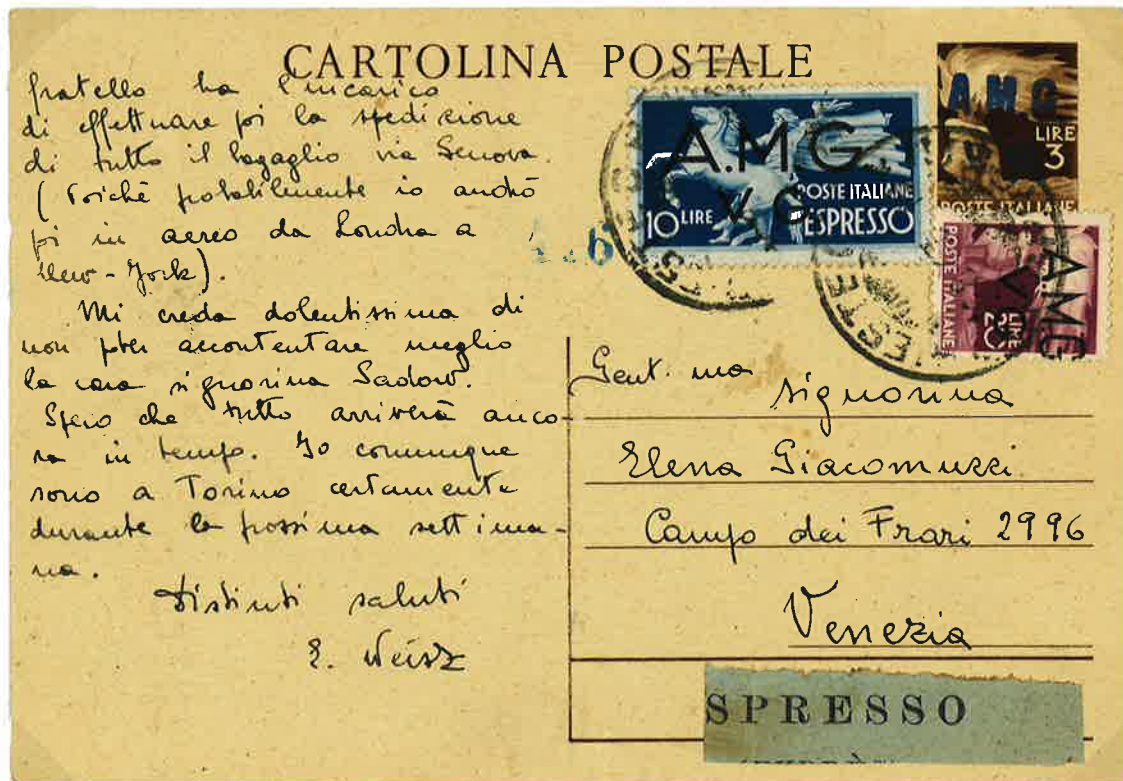 CARTOLINA POSTALE
fratello ha l'incarico
di effettuare poi la spedizione
di tutto il bagaglio via Genova.
(Poichè probabilmente io andrò
poi in aereo da Londra a
New-York).
Mi creda dolentissima di
non poter accontentare meglio
la cara signorina Sadow.
Spero che tutto arriverà anco-
ra in tempo. Io comunque
sono a Torino certamente
durante la prossima settima-
na.
Distinti saluti
E. Weisz
A.M.G.
V.G.
POSTE ITALIANE
10 LIRE ESPRESSO
AMG
LIRE
3
POSTE ITALIANE
AMG
V.
POSTE ITALIANE
LIRE 20
Gent.ma
signorina
Elena Giacomuzzi
Campo dei Frari 2996
Venezia
SPRESSO